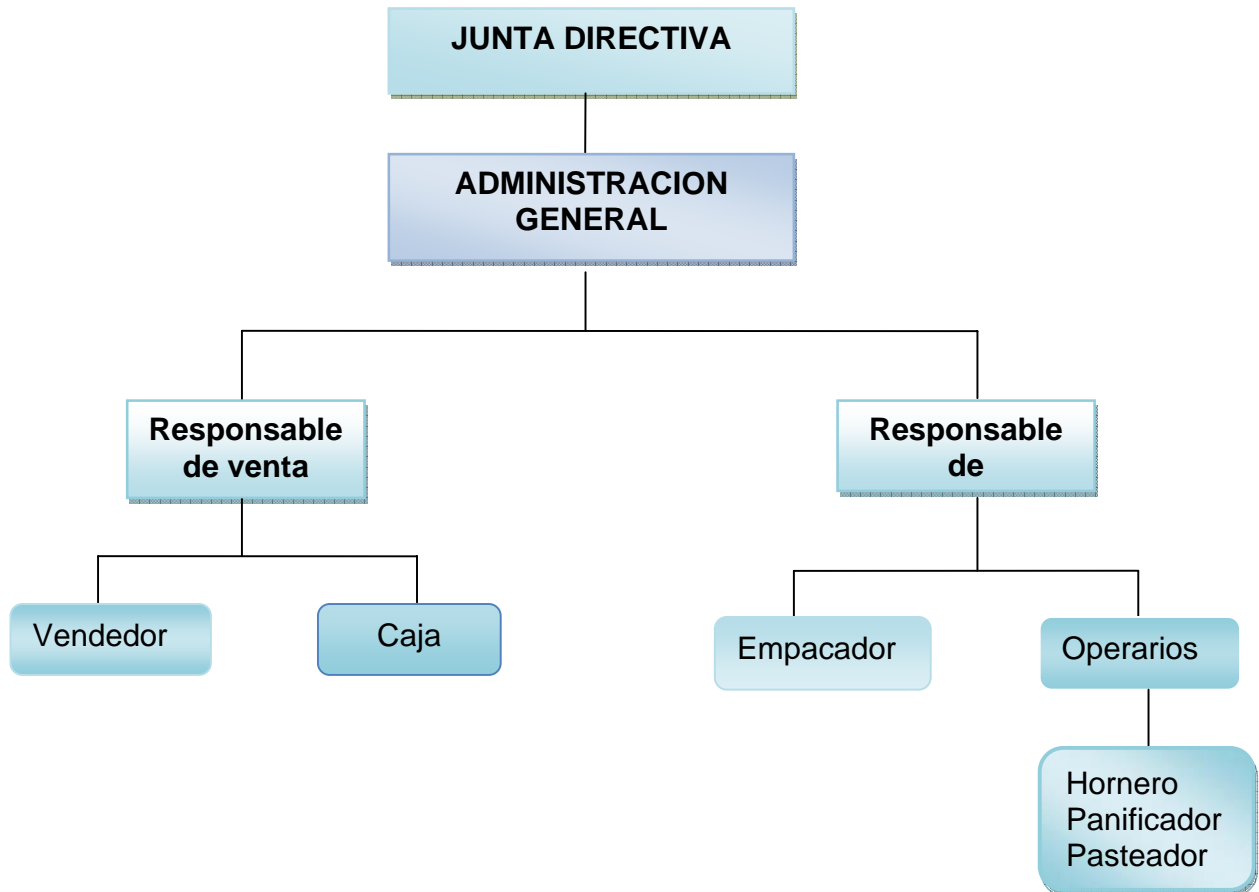 JUNTA DIRECTIVA
ADMINISTRACION
GENERAL
Responsable
de venta
Responsable
de
Vendedor
Caja
Empacador
Operarios
Hornero
Panificador
Pasteador